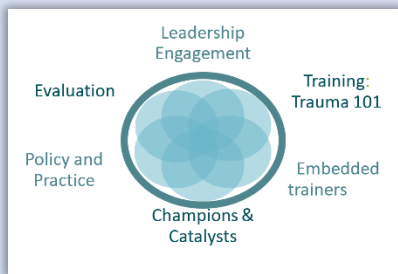 Leadership
Engagement
Evaluation
Training:
Trauma 101
Policy and
Practice
Embedded
trainers
Champions &
Catalysts